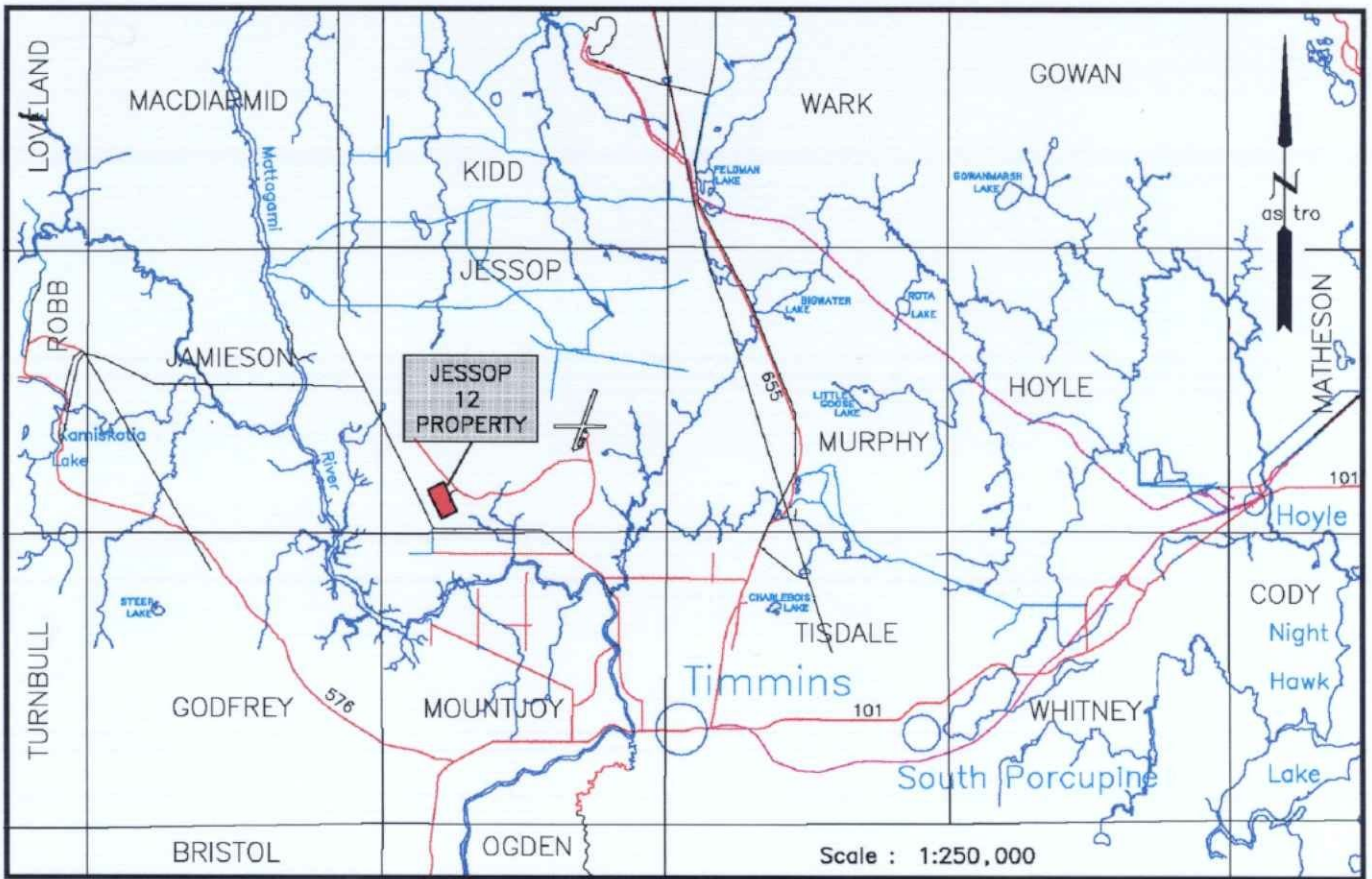 LOVELAND
MACDIARMID
Mattagami
KIDD
WARK
GOWAN
FELDMAN
LAKE
GOWANMARSH
LAKE
as tro
ROBB
JESSOP
BIGWATER
LAKE
ROTA
LAKE
MATHESON
JAMIESON
JESSOP
12
PROPERTY
655
LITTLE
GOOSE
LAKE
HOYLE
MURPHY
Kamiskotia
Lake
River
101
Hoyle
STEER
LAKE
CHARLEBOIS
LAKE
TISDALE
CODY
Night
Hawk
Lake
TURNBULL
GODFREY
576
MOUNTJOY
Timmins
101
WHITNEY
South Porcupine
BRISTOL
OGDEN
Scale : 1:250,000